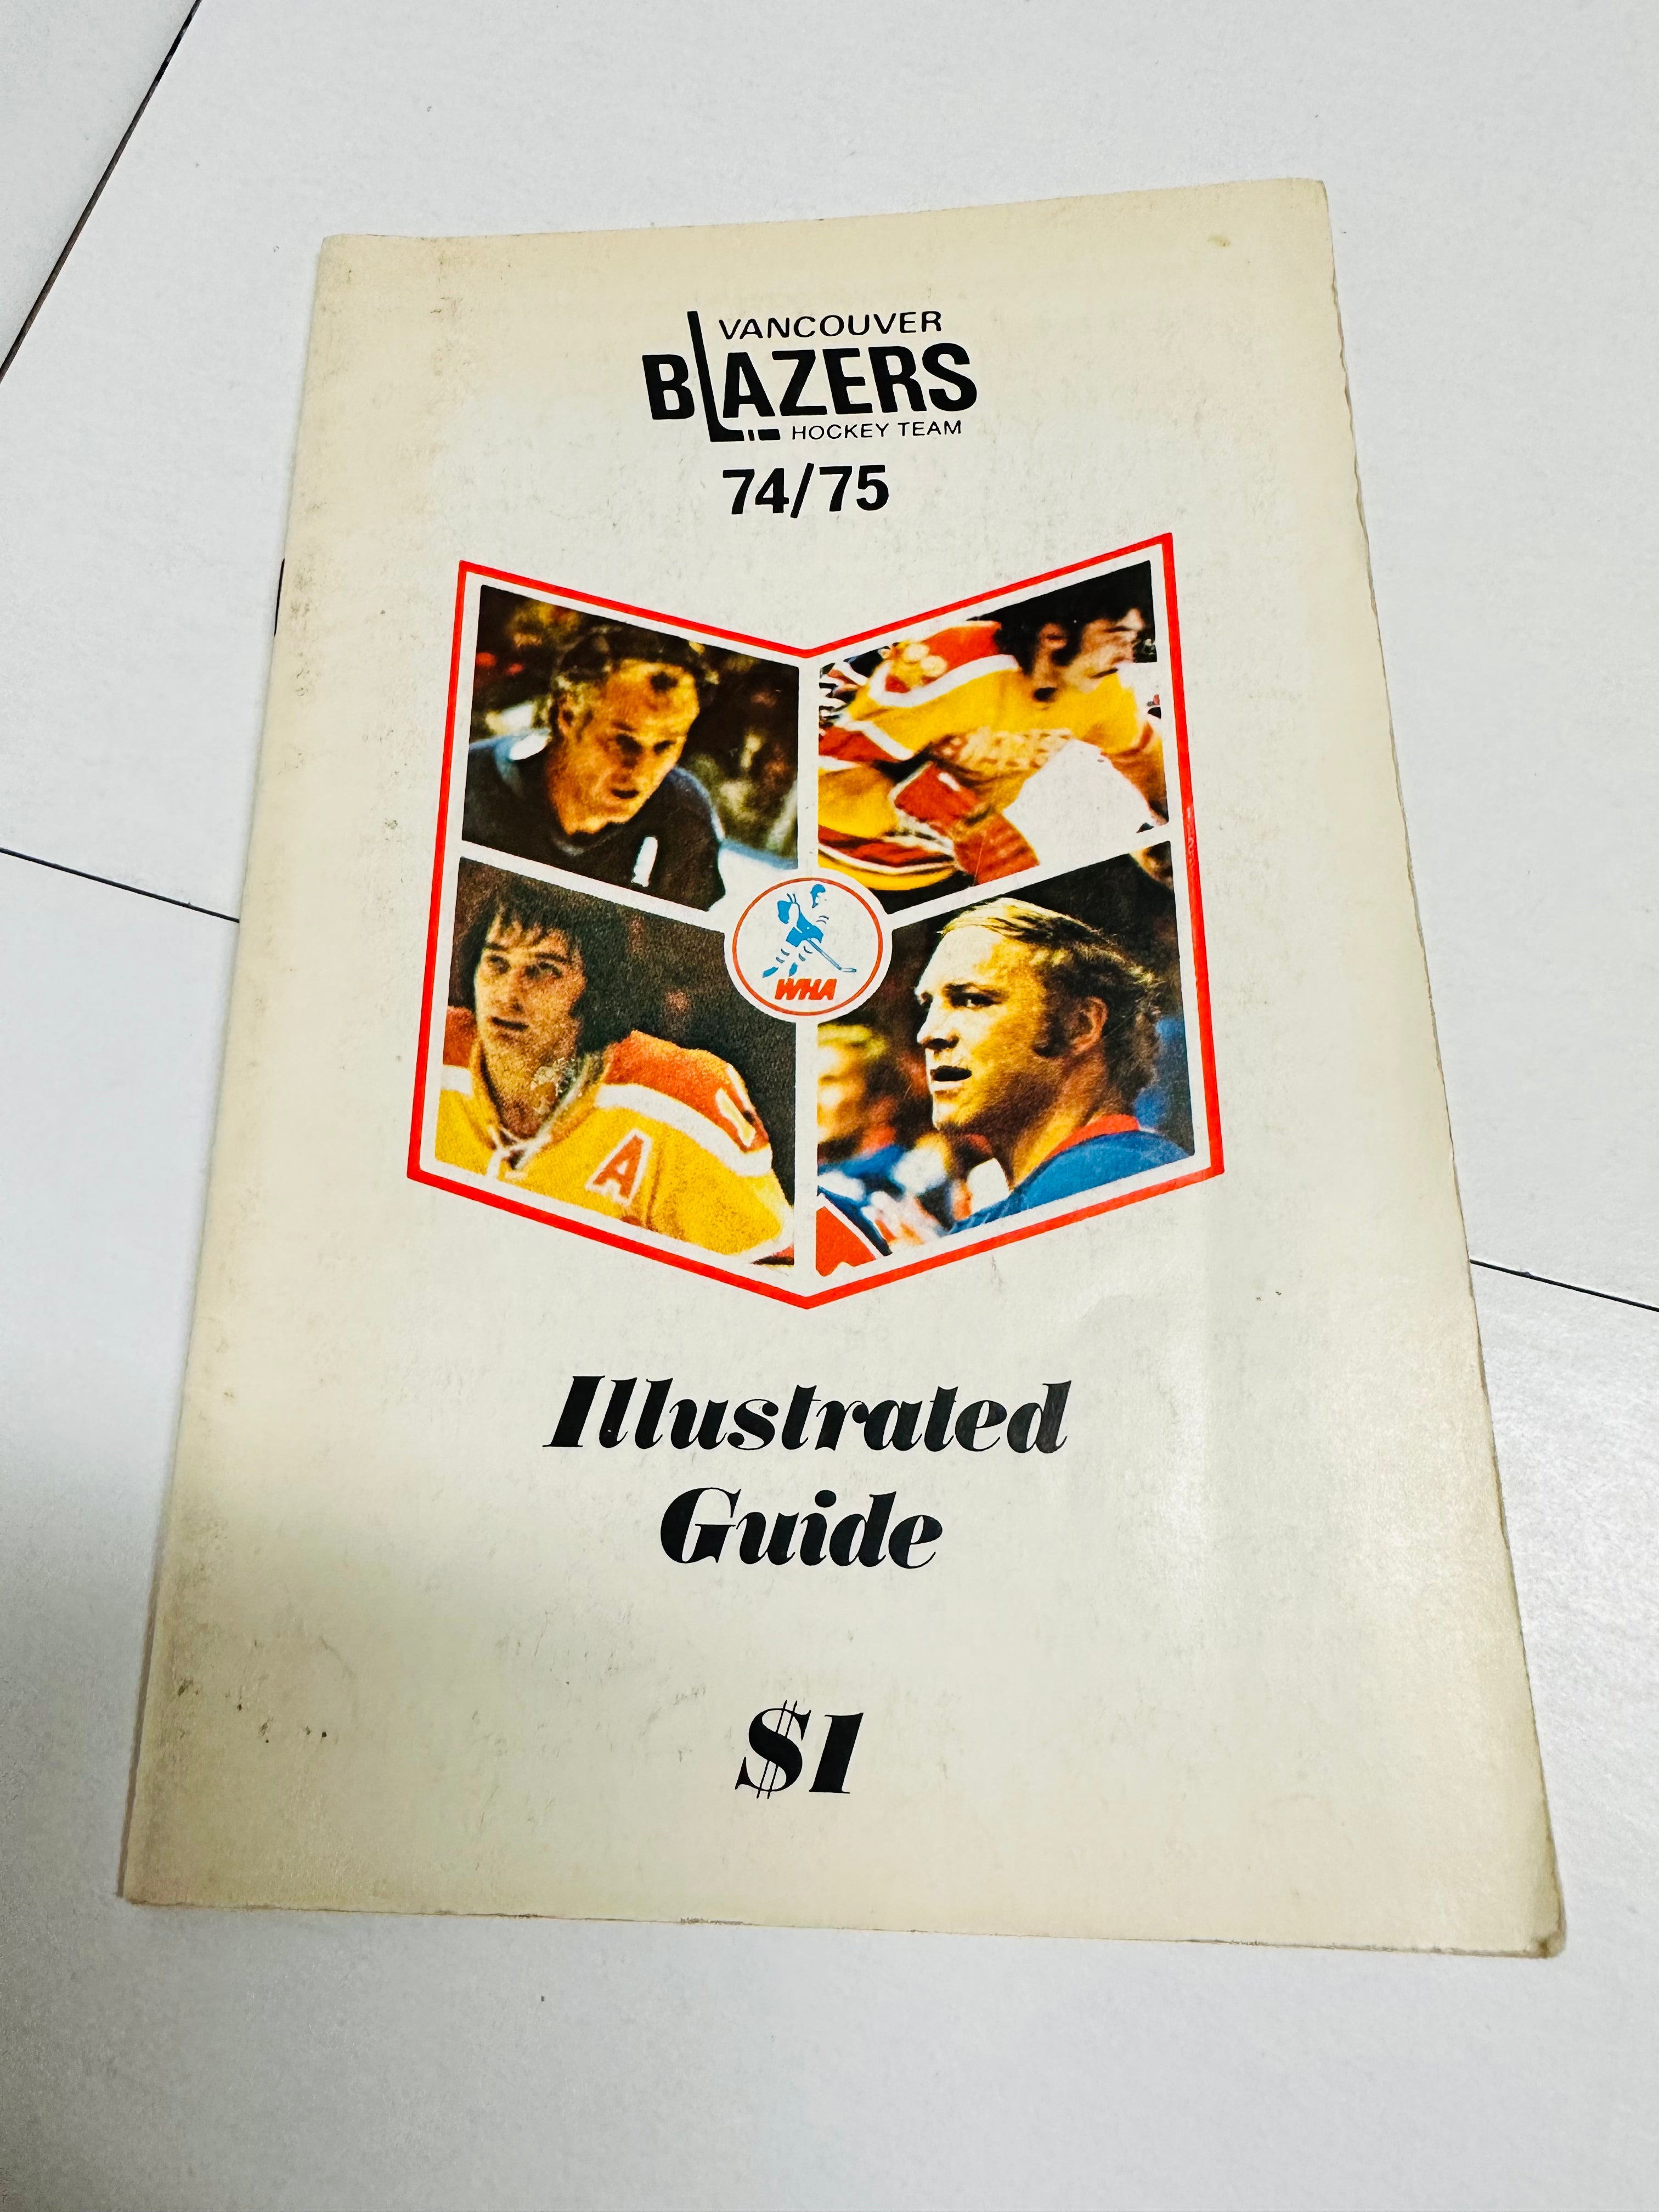 VANCOUVER
BLAZERS
HOCKEY TEAM
74/75
A
WHA
Illustrated
Guide
$1